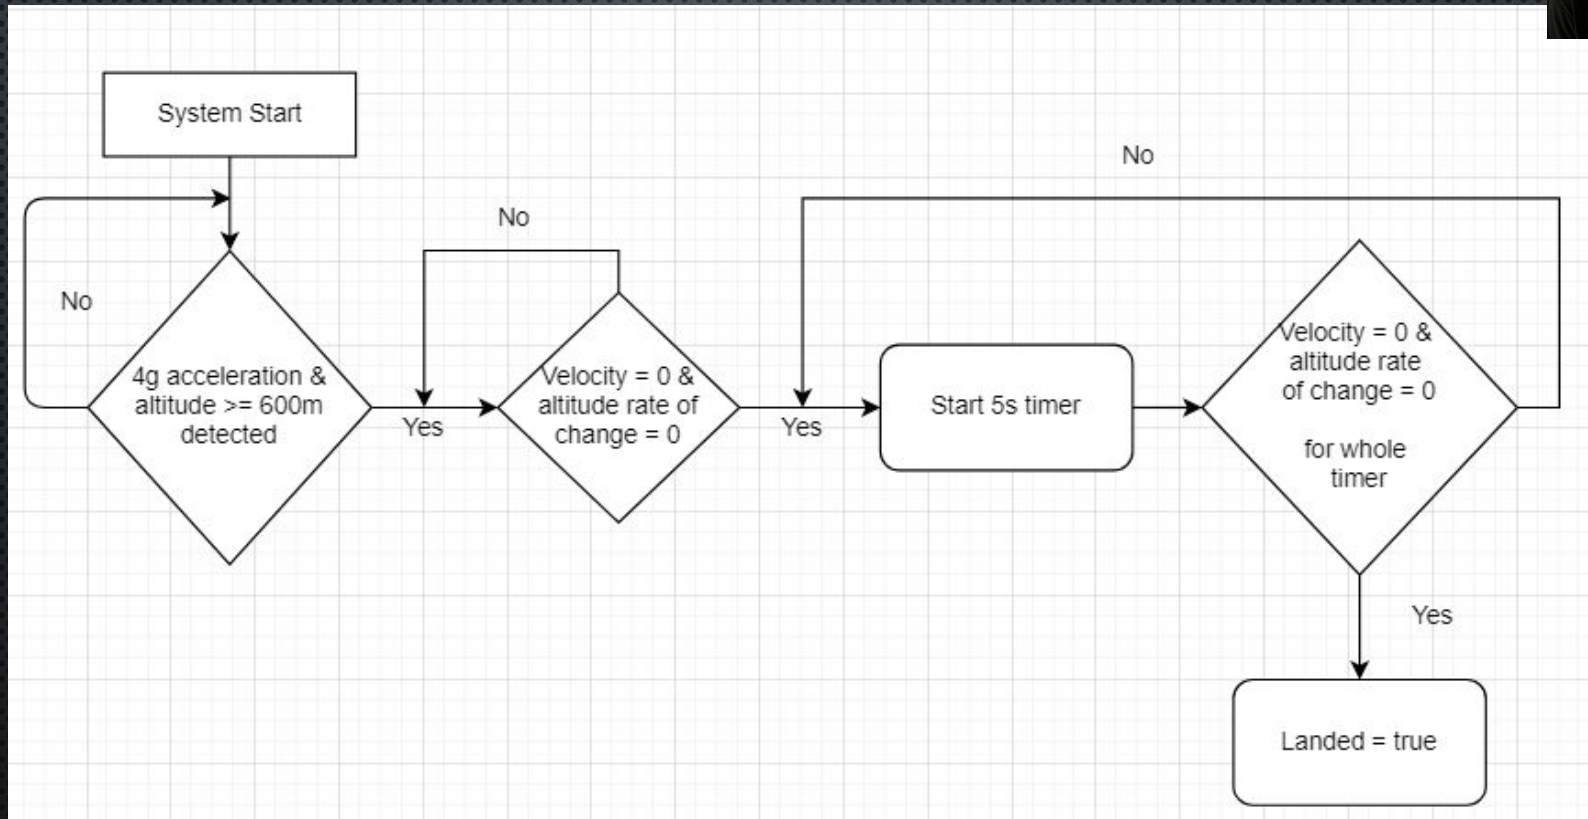 System Start
No
4g acceleration &
altitude >= 600m
detected
Yes
No
Velocity = 0 &
altitude rate of
change = 0
Yes
No
Start 5s timer
Velocity = 0 &
altitude rate
of change = 0
for whole
timer
Yes
Landed = true